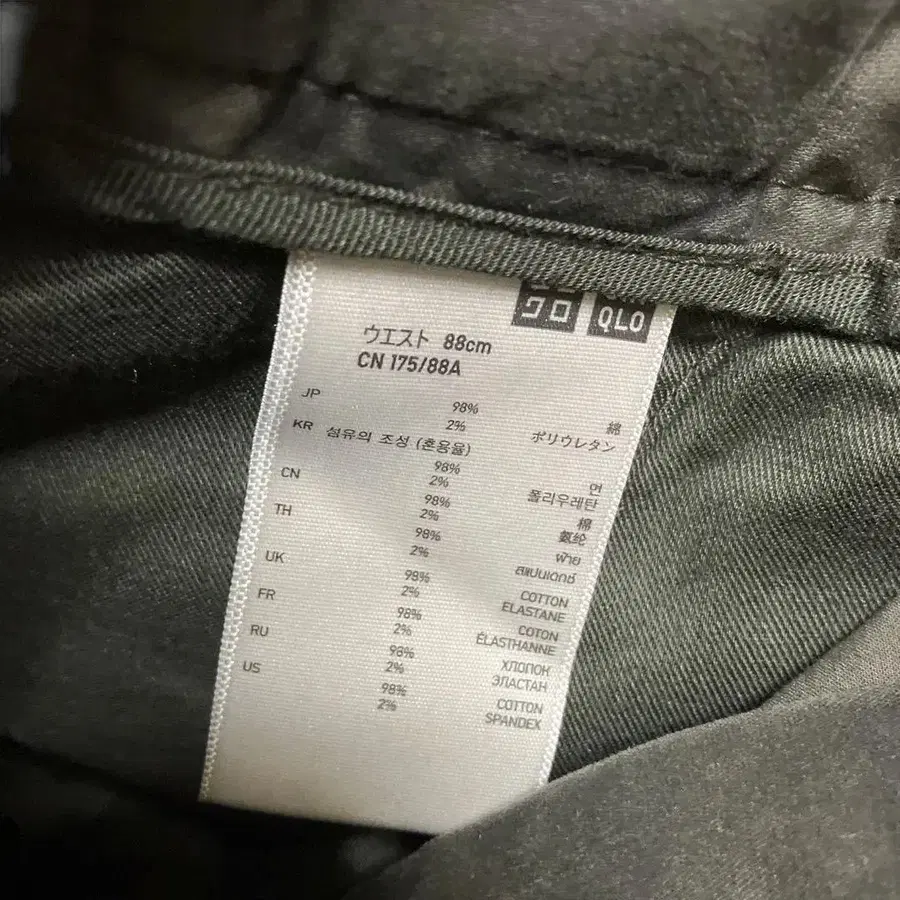 クロ QLO
ウエスト 88cm
CN 175/88A
JP 98% 綿
2% ポリウレタン
KR 섬유의 조성 (혼용율)
98% 면
2% 폴리우레탄
CN 98% 棉
2% 氨纶
TH 98% ฝ้าย
2% สแปนเดกซ์
UK 98% COTTON
2% ELASTANE
FR 98% COTON
2% ÉLASTHANNE
RU 98% ХЛОПОК
2% ЭЛАСТАН
US 98% COTTON
2% SPANDEX